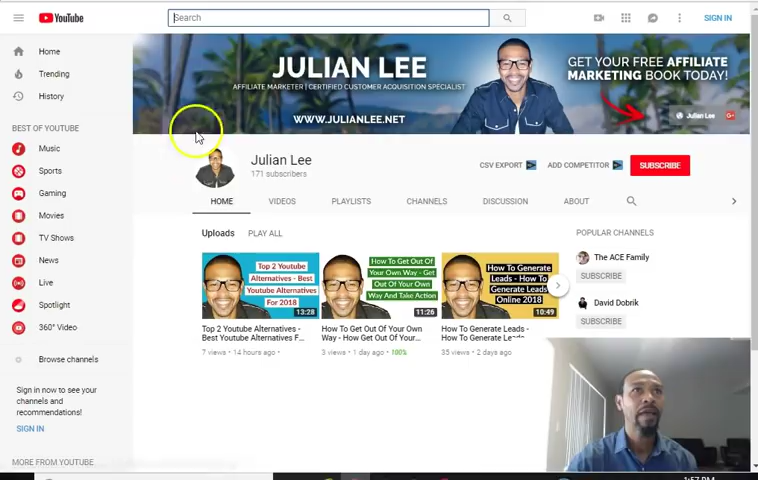 YouTube
Search
SIGN IN
Home
Trending
History
BEST OF YOUTUBE
Music
Sports
Gaming
Movies
TV Shows
News
Live
Spotlight
360° Video
Browse channels
Sign in now to see your
channels and
recommendations!
SIGN IN
MORE FROM YOUTUBE
JULIAN LEE
AFFILIATE MARKETER | CERTIFIED CUSTOMER ACQUISITION SPECIALIST
WWW.JULIANLEE.NET
GET YOUR FREE AFFILIATE
MARKETING BOOK TODAY!
Julian Lee
G+
Julian Lee
171 subscribers
CSV EXPORT
ADD COMPETITOR
SUBSCRIBE
HOME
VIDEOS
PLAYLISTS
CHANNELS
DISCUSSION
ABOUT
Uploads
PLAY ALL
Top 2 Youtube
Alternatives - Best
Youtube Alternatives
For 2018
13:28
Top 2 Youtube Alternatives -
Best Youtube Alternatives F...
7 views • 14 hours ago
How To Get Out Of
Your Own Way - Get
Out Of Your Own
Way And Take Action
11:26
How To Get Out Of Your Own
Way - How Get Out Of Your...
3 views • 1 day ago
100%
How To Generate
Leads - How To
Generate Leads
Online 2018
10:49
How To Generate Leads -
How To Generate Leads...
35 views • 2 days ago
POPULAR CHANNELS
The ACE Family
SUBSCRIBE
David Dobrik
SUBSCRIBE
1:57 PM